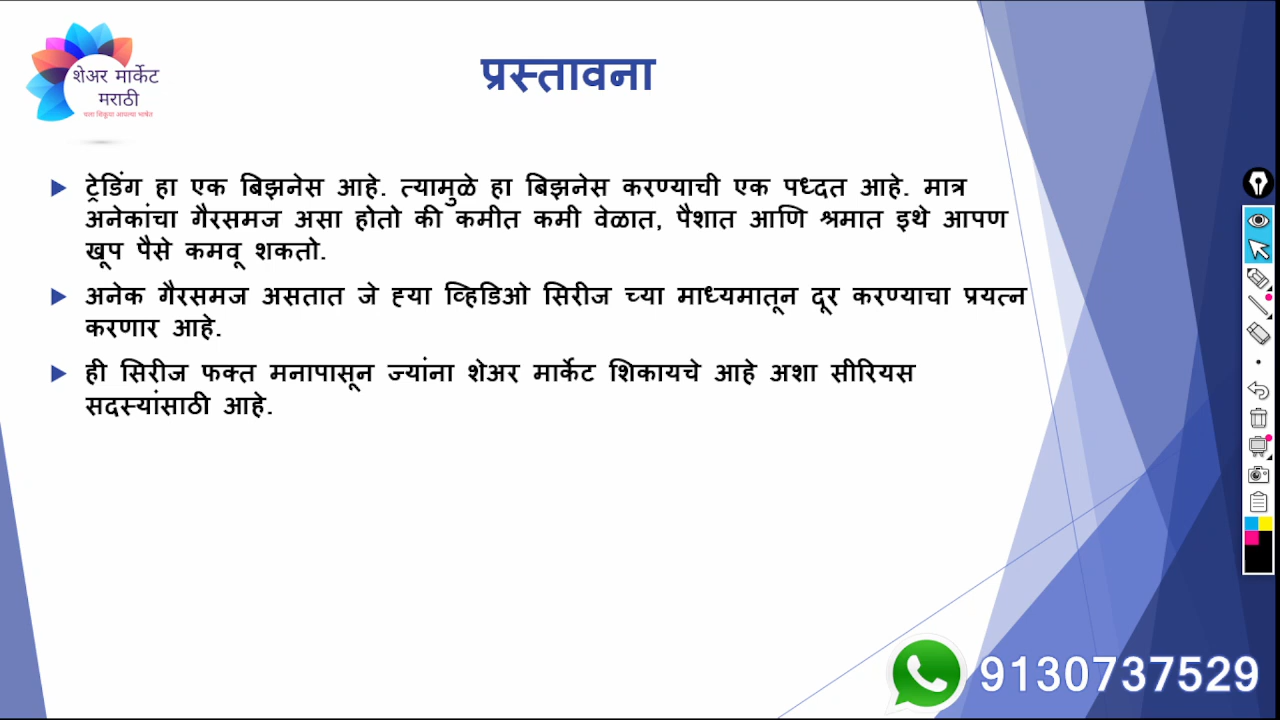 शेअर मार्केट
मराठी
चला शिकूया आपल्या भाषेत
प्रस्तावना
ट्रेडिंग हा एक बिझनेस आहे. त्यामुळे हा बिझनेस करण्याची एक पध्दत आहे. मात्र
अनेकांचा गैरसमज असा होतो की कमीत कमी वेळात, पैशात आणि श्रमात इथे आपण
खूप पैसे कमवू शकतो.
अनेक गैरसमज असतात जे ह्या व्हिडिओ सिरीज च्या माध्यमातून दूर करण्याचा प्रयत्न
करणार आहे.
ही सिरीज फक्त मनापासून ज्यांना शेअर मार्केट शिकायचे आहे अशा सीरियस
सदस्यांसाठी आहे.
9130737529